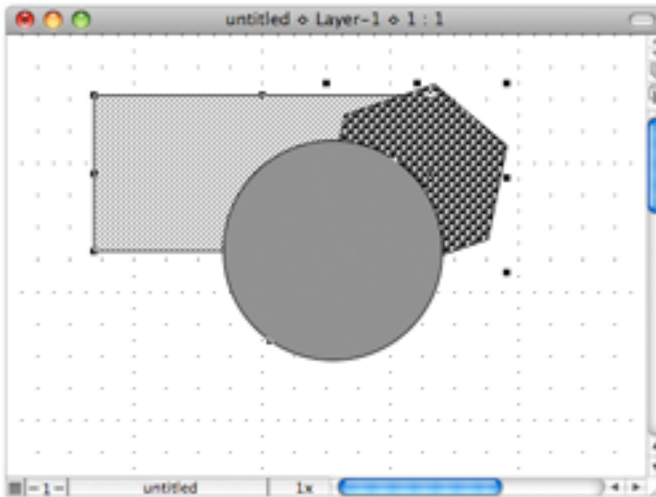 untitled ⋄ Layer-1 ⋄ 1 : 1
-1- untitled 1x